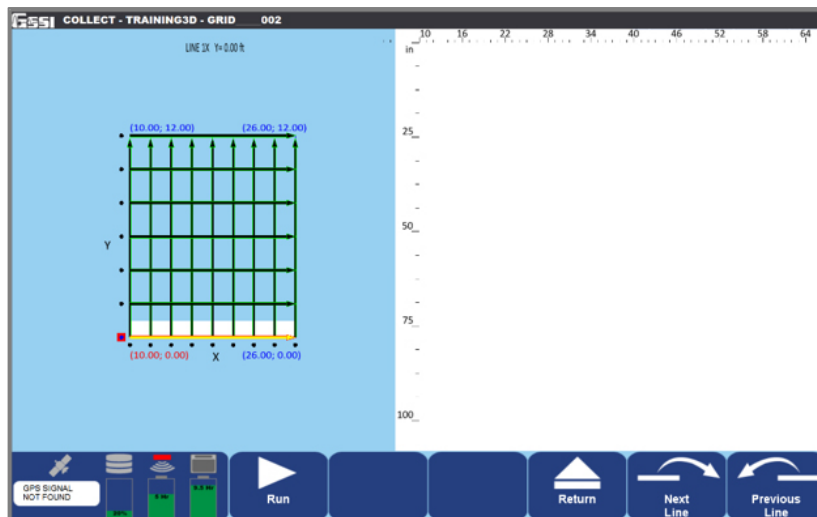 GSSI COLLECT - TRAINING3D - GRID____002
LINE 1X Y= 0.00 ft
(10.00; 12.00) (26.00; 12.00)
Y
(10.00; 0.00) X (26.00; 0.00)
in
10 16 22 28 34 40 46 52 58 64
25
50
75
100
GPS SIGNAL
NOT FOUND
Run
Return
Next
Line
Previous
Line